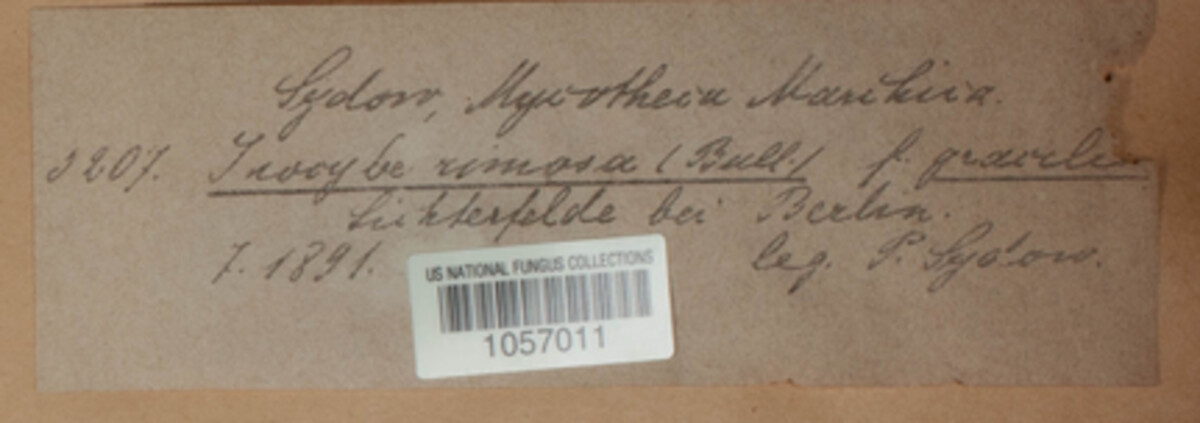 Sydow, Mycotheca Marchica.
3207. Inocybe rimosa (Bull.) f. gracilis
Lichterfelde bei Berlin.
7. 1891. leg. P. Sydow.
US NATIONAL FUNGUS COLLECTIONS
1057011